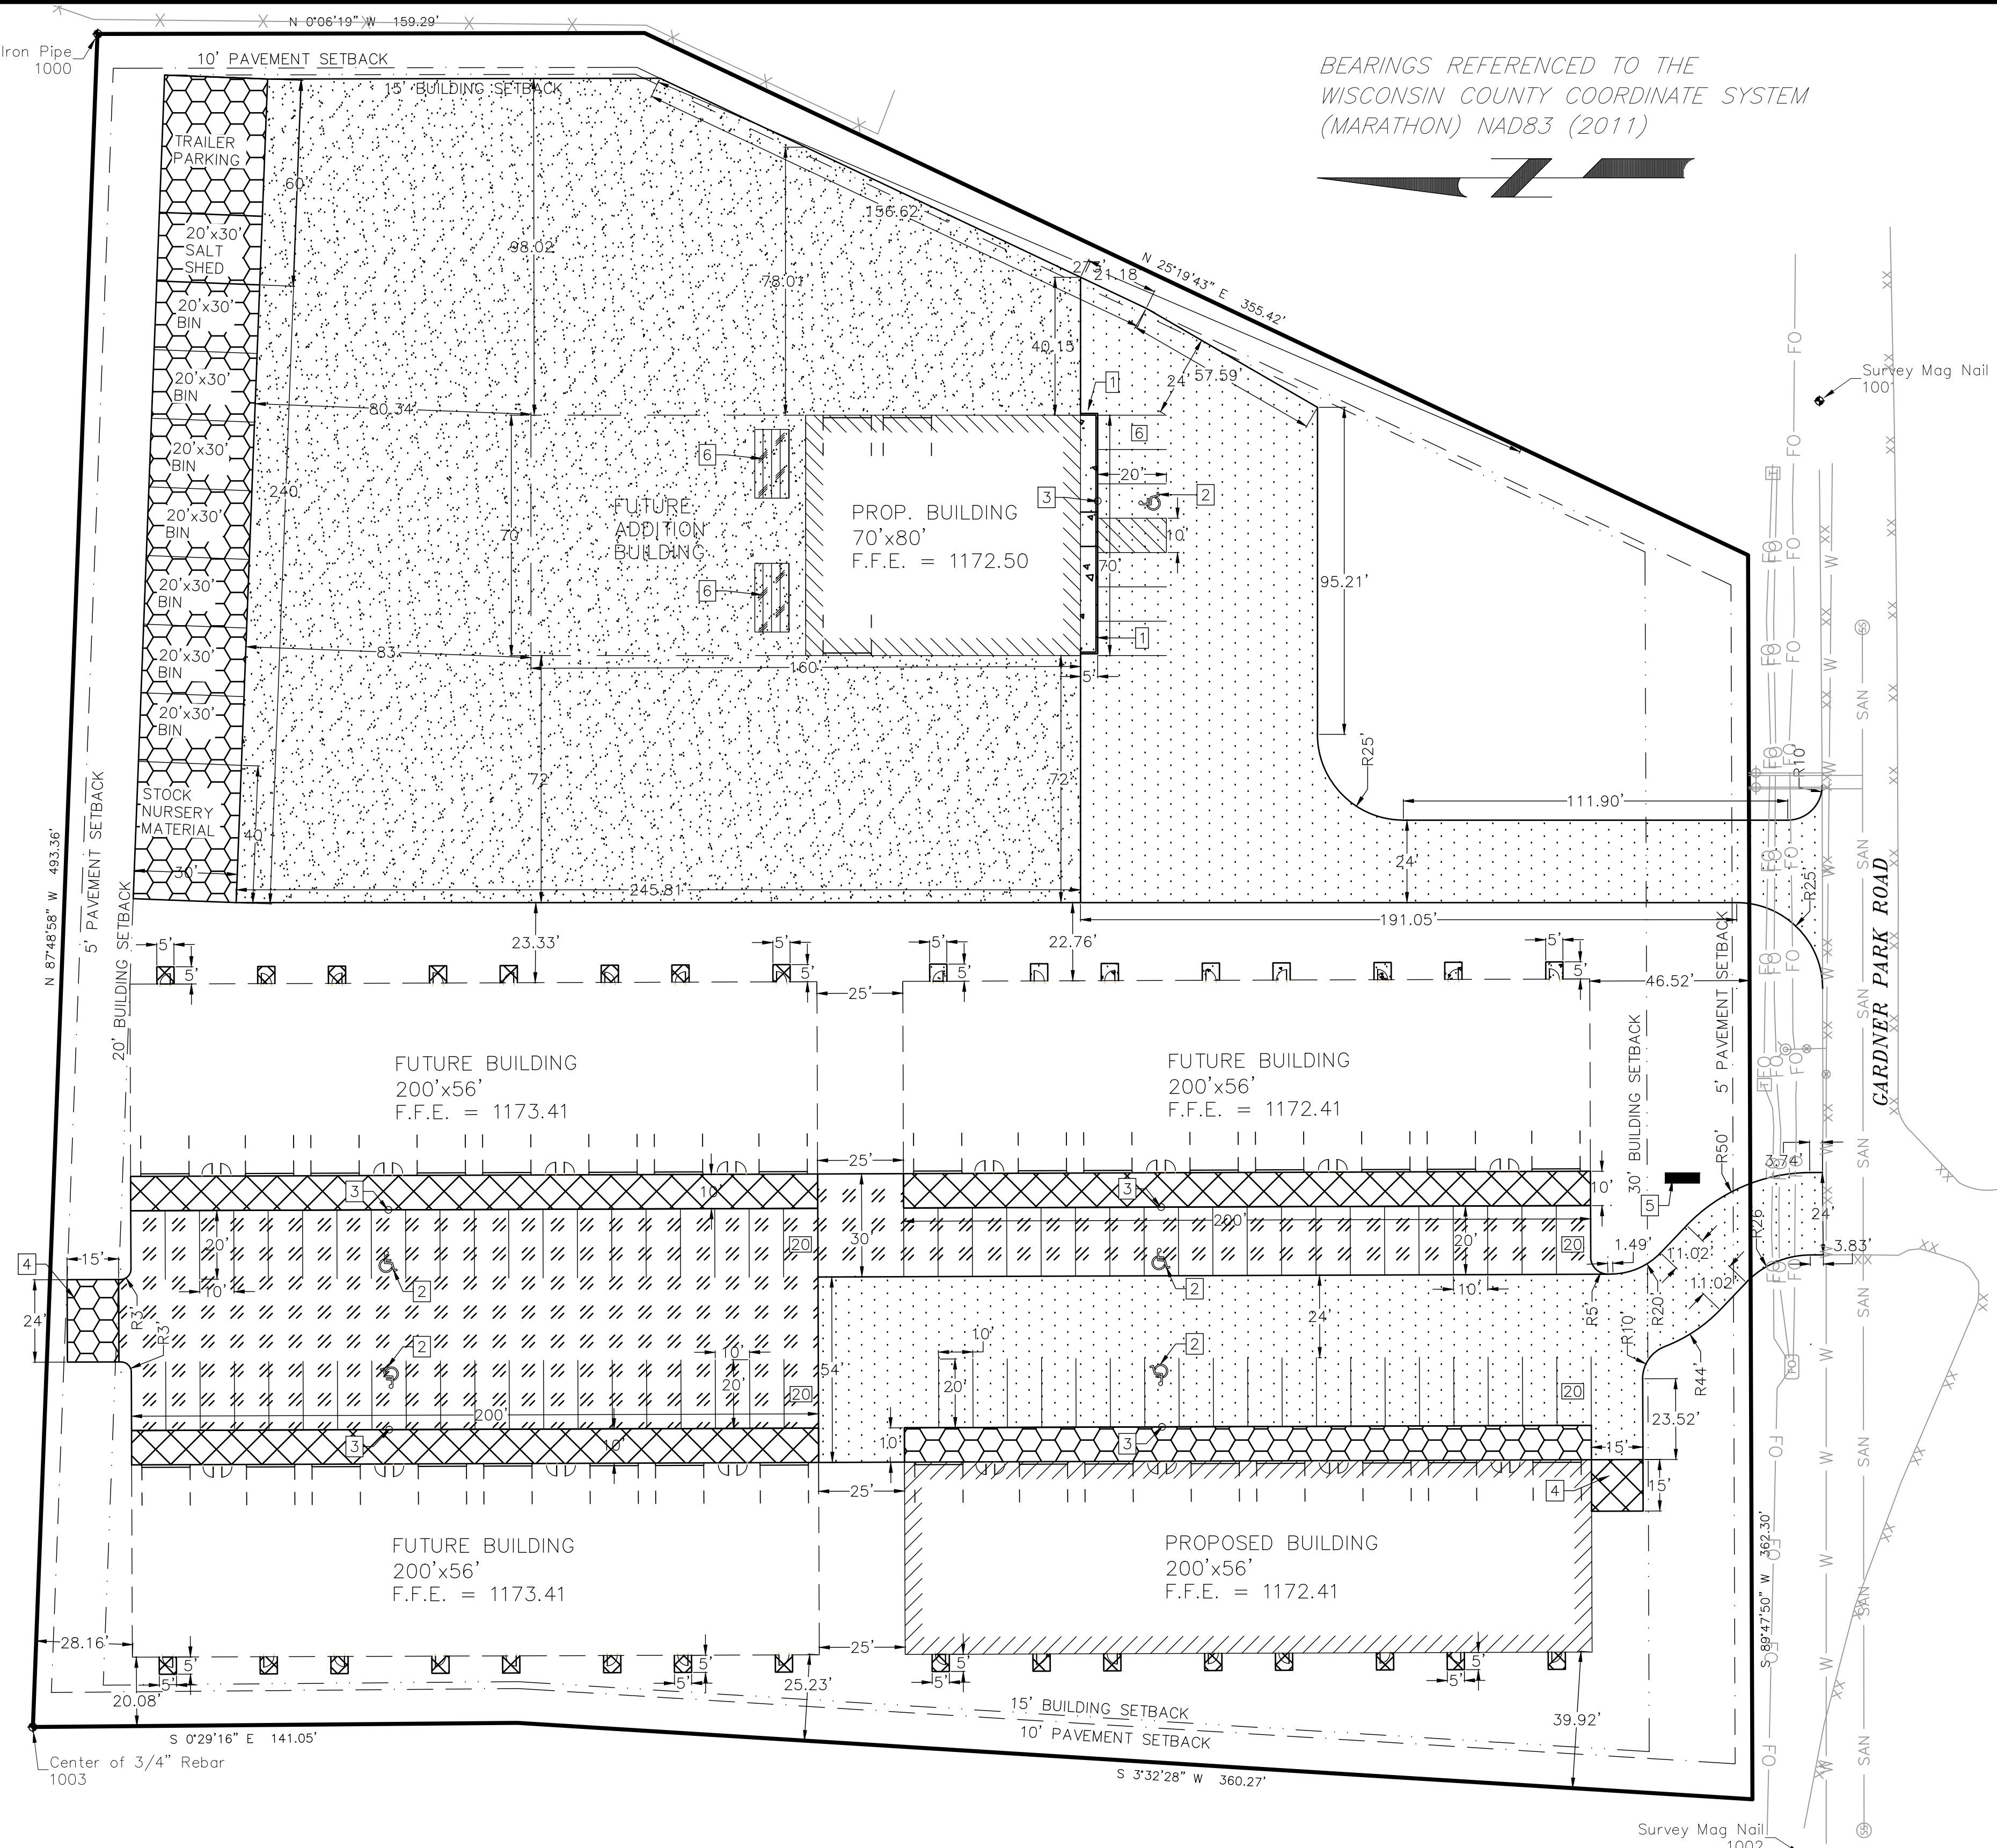 N 0°06'19" W 159.29'
Iron Pipe
1000
10' PAVEMENT SETBACK
15' BUILDING SETBACK
BEARINGS REFERENCED TO THE
WISCONSIN COUNTY COORDINATE SYSTEM
(MARATHON) NAD83 (2011)
TRAILER
PARKING
60'
20'x30'
SALT
SHED
20'x30'
BIN
20'x30'
BIN
20'x30'
BIN
20'x30'
BIN
20'x30'
BIN
20'x30'
BIN
20'x30'
BIN
STOCK
NURSERY
MATERIAL
40'
30'
240'
98.02'
78.01'
156.62'
273'
21.18'
N 25°19'43" E 355.42'
40.15'
24'
57.59'
80.34'
83'
70'
FUTURE
ADDITION
BUILDING
6
6
PROP. BUILDING
70'x80'
F.F.E. = 1172.50
1
6
20'
3
2
10'
70'
1
5'
160'
95.21'
R25'
72'
72'
245.81'
111.90'
24'
191.05'
R10'
R25'
Survey Mag Nail
FO
FO
FO
SAN
SAN
W
W
SS
GARDNER PARK ROAD
N 87°48'58" W 493.36'
5' PAVEMENT SETBACK
20' BUILDING SETBACK
5'
5'
23.33'
5'
5'
25'
5'
5'
22.76'
5'
5'
46.52'
FUTURE BUILDING
200'x56'
F.F.E. = 1173.41
FUTURE BUILDING
200'x56'
F.F.E. = 1172.41
30' BUILDING SETBACK
5' PAVEMENT SETBACK
25'
3
10'
3
10'
5
R50'
3.74'
24'
3.83'
R26'
200'
30'
20'
20
20'
20
1.49'
11.02'
11.02'
4
15'
24'
R3'
R3'
10'
2
2
10'
R5'
R20'
R10'
R44'
2
10'
20'
20
54'
24'
10'
20'
2
20
200'
3
10'
10'
3
23.52'
15'
15'
4
25'
FUTURE BUILDING
200'x56'
F.F.E. = 1173.41
PROPOSED BUILDING
200'x56'
F.F.E. = 1172.41
28.16'
20.08'
5'
5'
5'
5'
25'
25.23'
5'
5'
5'
5'
39.92'
15' BUILDING SETBACK
10' PAVEMENT SETBACK
S 0°29'16" E 141.05'
S 3°32'28" W 360.27'
S 89°47'50" W 362.30'
Center of 3/4" Rebar
1003
Survey Mag Nail
1002